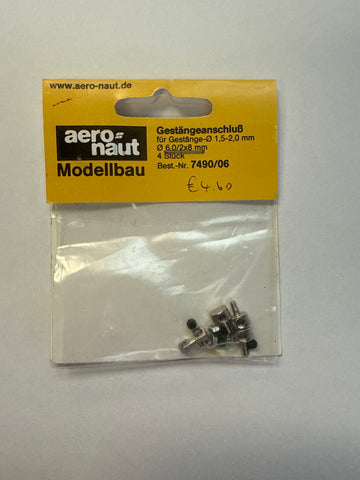 www.aero-naut.de
aero-
naut
Modellbau
Gestängeanschluß
für Gestänge-Ø 1,5-2,0 mm
Ø 6,0/2x8 mm
4 Stück
Best.-Nr. 7490/06
€4.60